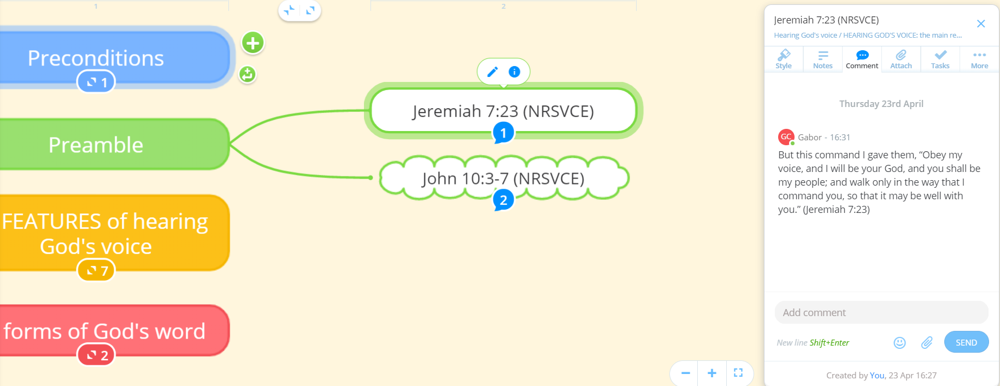 1
2
Preconditions
1
Preamble
FEATURES of hearing
God's voice
7
forms of God's word
2
Jeremiah 7:23 (NRSVCE)
1
John 10:3-7 (NRSVCE)
2
Jeremiah 7:23 (NRSVCE)
Hearing God's voice / HEARING GOD'S VOICE: the main re...
Style Notes Comment Attach Tasks More
Thursday 23rd April
GC Gabor - 16:31
But this command I gave them, “Obey my
voice, and I will be your God, and you shall be
my people; and walk only in the way that I
command you, so that it may be well with
you.” (Jeremiah 7:23)
Add comment
New line Shift+Enter
SEND
Created by You, 23 Apr 16:27